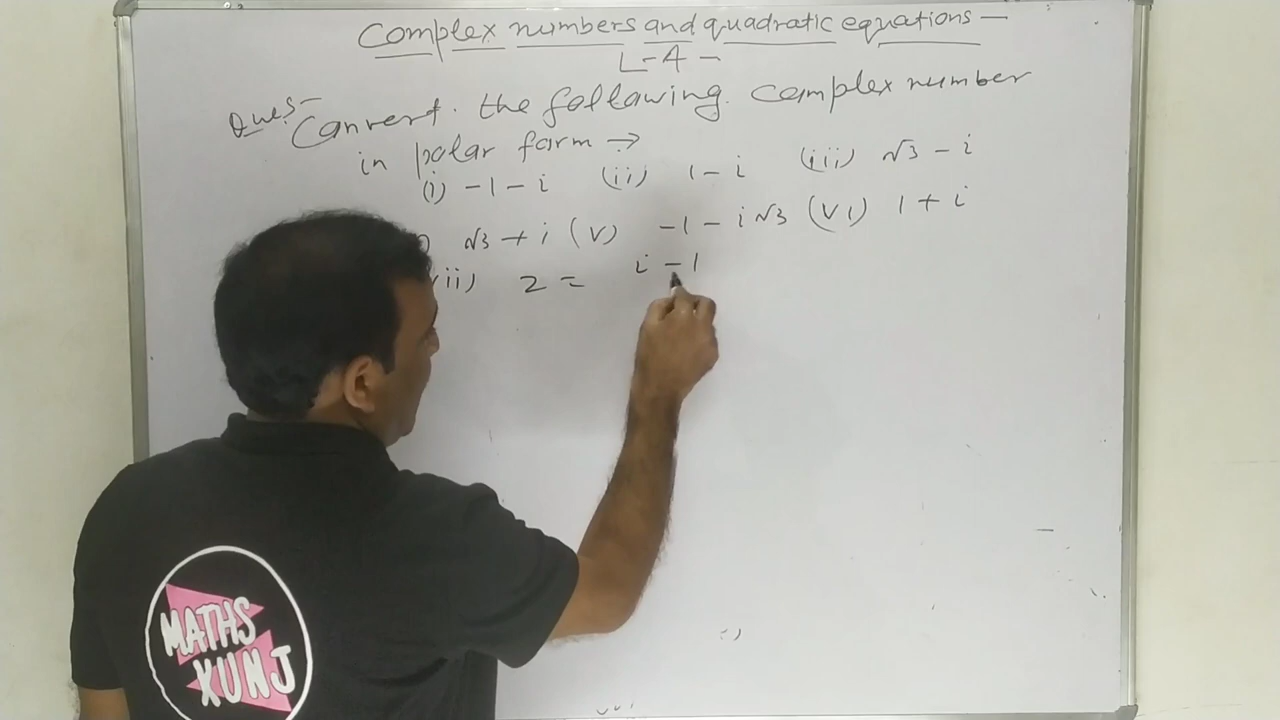 Complex numbers and quadratic equations —
L-4 -
Ques- Convert. the following. complex number
in polar form →
(i) -1-i (ii) 1-i (iii) √3-i
) √3+i (v) -1-i√3 (VI) 1+i
ii) z= i-1
MATHS
KUNJ